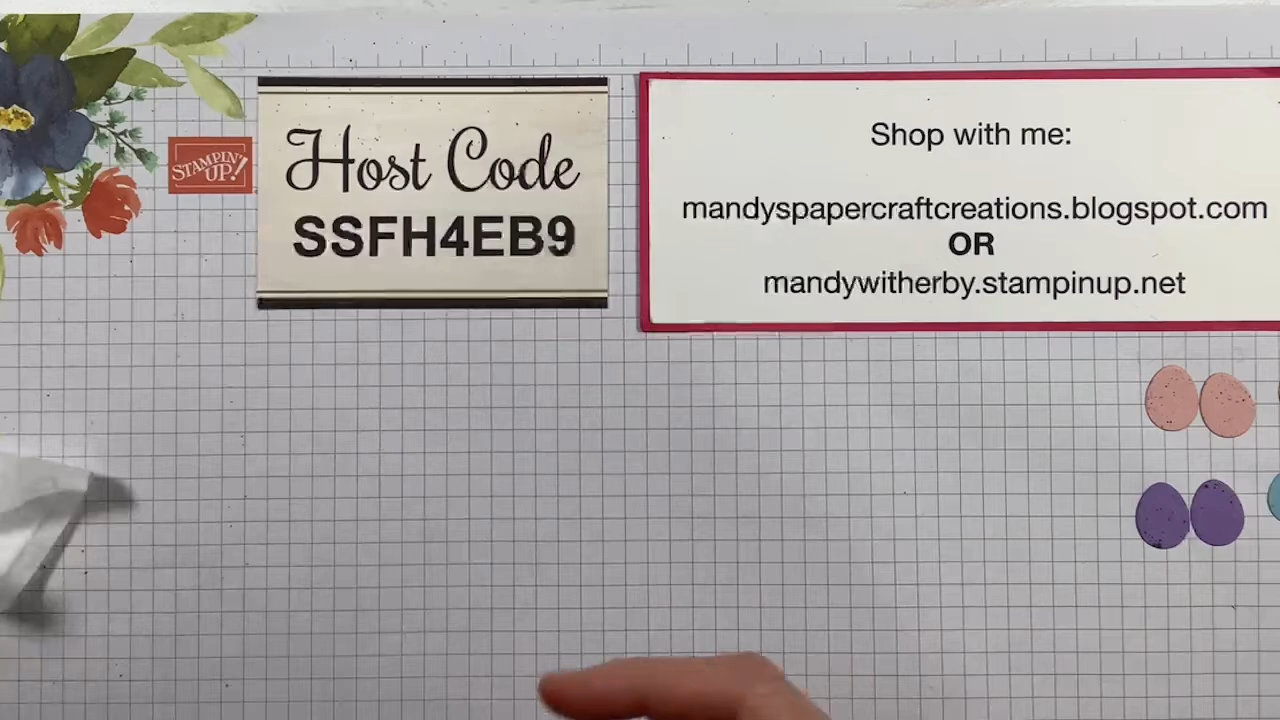 STAMPIN' UP!
Host Code
SSFH4EB9
Shop with me:
mandyspapercraftcreations.blogspot.com
OR
mandywitherby.stampinup.net